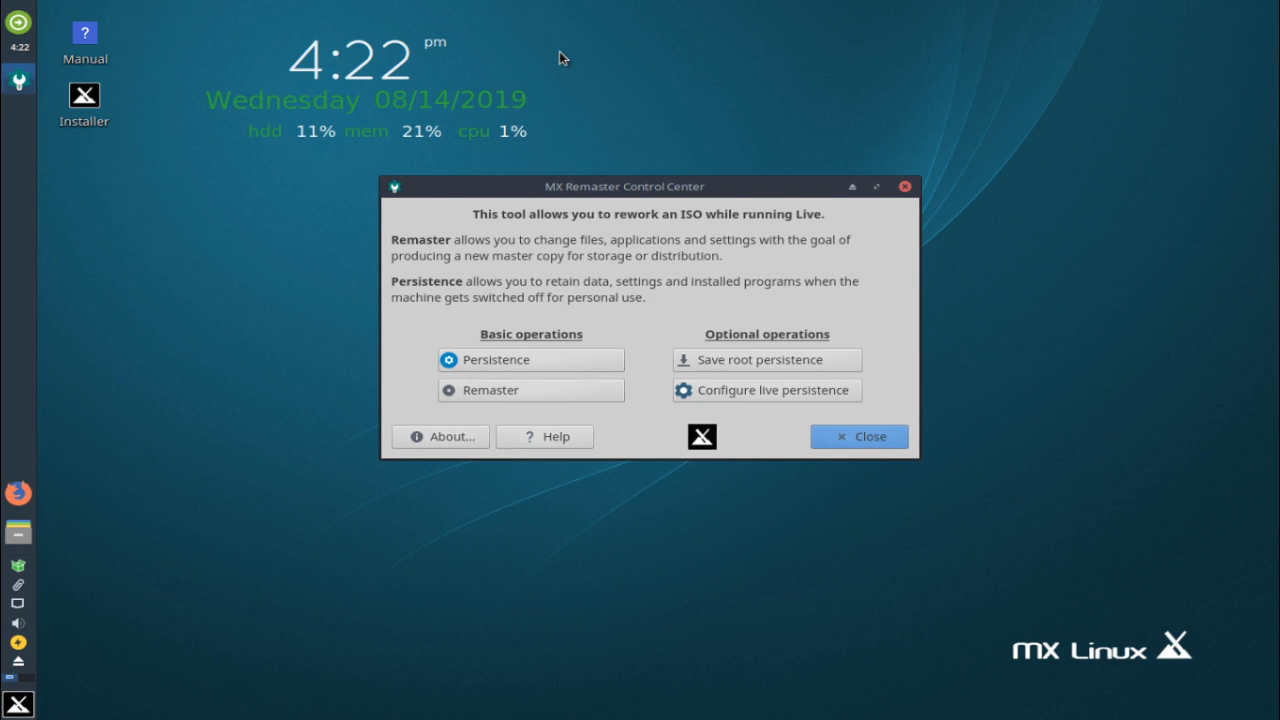 4:22
Manual
Installer
4:22 pm
Wednesday 08/14/2019
hdd 11% mem 21% cpu 1%
MX Remaster Control Center
This tool allows you to rework an ISO while running Live.
Remaster allows you to change files, applications and settings with the goal of
producing a new master copy for storage or distribution.
Persistence allows you to retain data, settings and installed programs when the
machine gets switched off for personal use.
Basic operations
Optional operations
Persistence
Save root persistence
Remaster
Configure live persistence
About...
? Help
Close
MX Linux